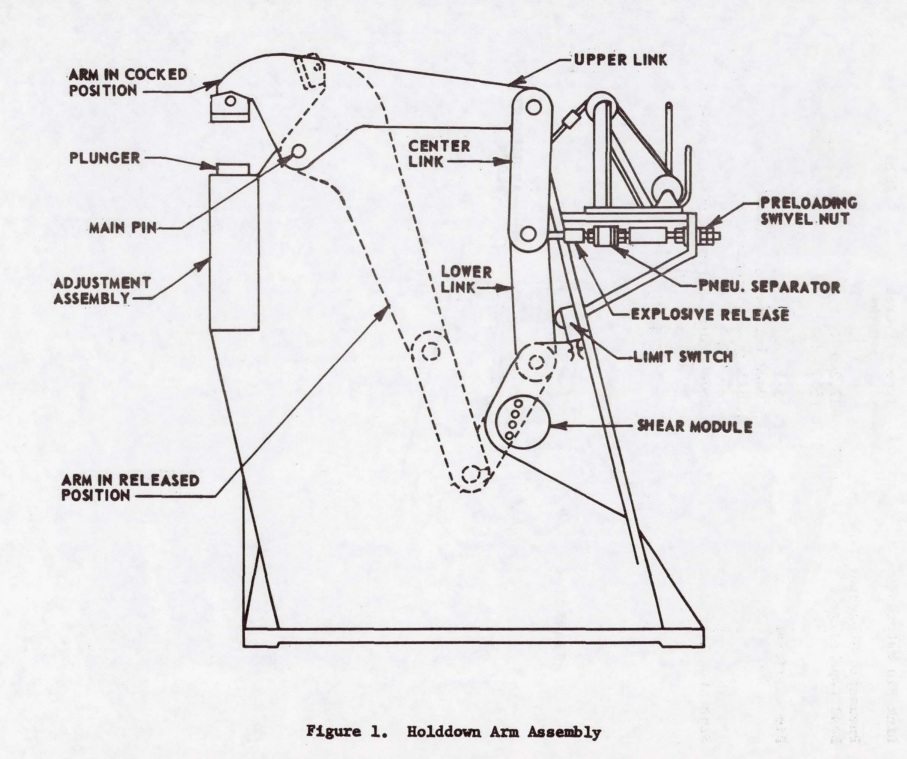 ARM IN COCKED
POSITION
UPPER LINK
PLUNGER
CENTER
LINK
PRELOADING
SWIVEL NUT
MAIN PIN
LOWER
LINK
ADJUSTMENT
ASSEMBLY
PNEU. SEPARATOR
EXPLOSIVE RELEASE
LIMIT SWITCH
SHEAR MODULE
ARM IN RELEASED
POSITION
Figure 1. Holddown Arm Assembly